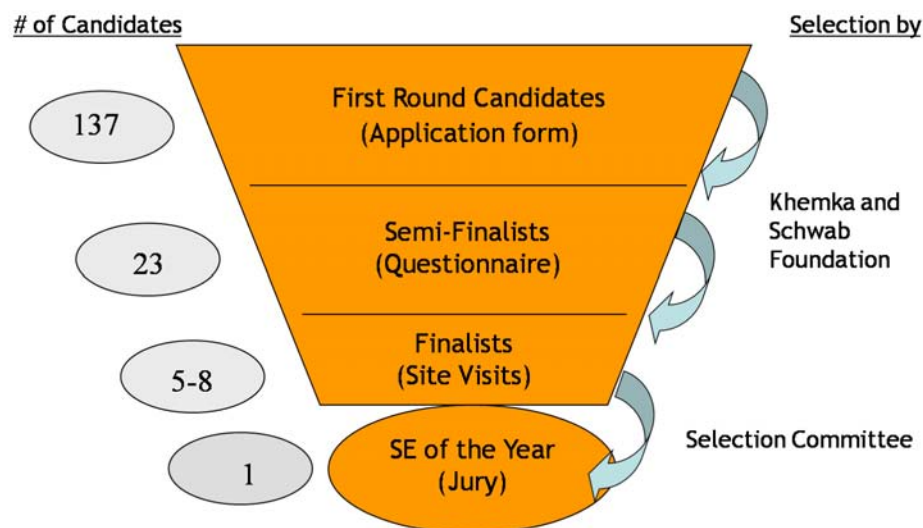 # of Candidates
Selection by
137
First Round Candidates
(Application form)
Khemka and
Schwab
Foundation
23
Semi-Finalists
(Questionnaire)
5-8
Finalists
(Site Visits)
1
SE of the Year
(Jury)
Selection Committee